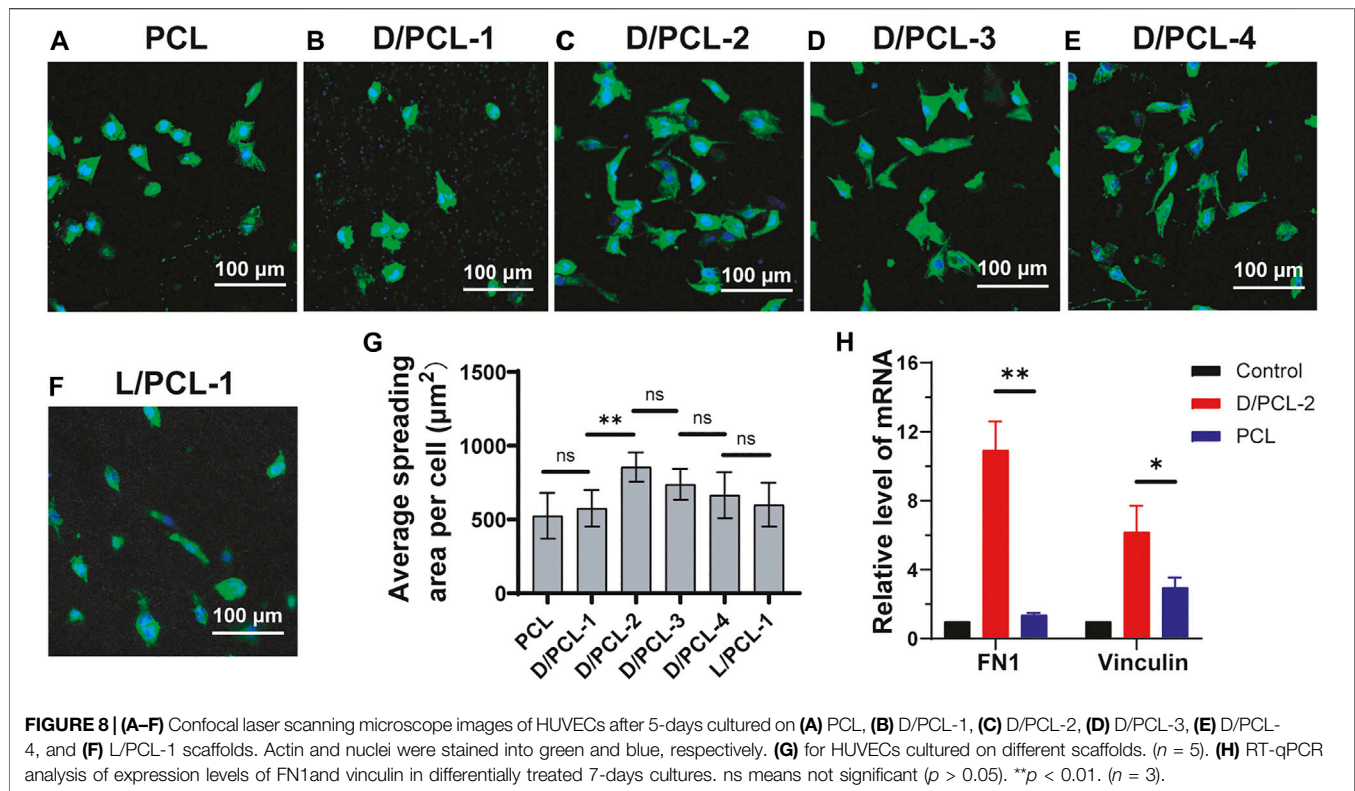 A PCL
B D/PCL-1
C D/PCL-2
D D/PCL-3
E D/PCL-4
100 µm
100 µm
100 µm
100 µm
100 µm
F L/PCL-1
100 µm
G
Average spreading
area per cell (µm²)
1500
1000
500
0
ns
**
ns
ns
ns
PCL
D/PCL-1
D/PCL-2
D/PCL-3
D/PCL-4
L/PCL-1
H
Relative level of mRNA
16
12
8
4
0
**
*
FN1
Vinculin
Control
D/PCL-2
PCL
FIGURE 8 | (A–F) Confocal laser scanning microscope images of HUVECs after 5-days cultured on (A) PCL, (B) D/PCL-1, (C) D/PCL-2, (D) D/PCL-3, (E) D/PCL-
4, and (F) L/PCL-1 scaffolds. Actin and nuclei were stained into green and blue, respectively. (G) for HUVECs cultured on different scaffolds. (n = 5). (H) RT-qPCR
analysis of expression levels of FN1and vinculin in differentially treated 7-days cultures. ns means not significant (p > 0.05). **p < 0.01. (n = 3).